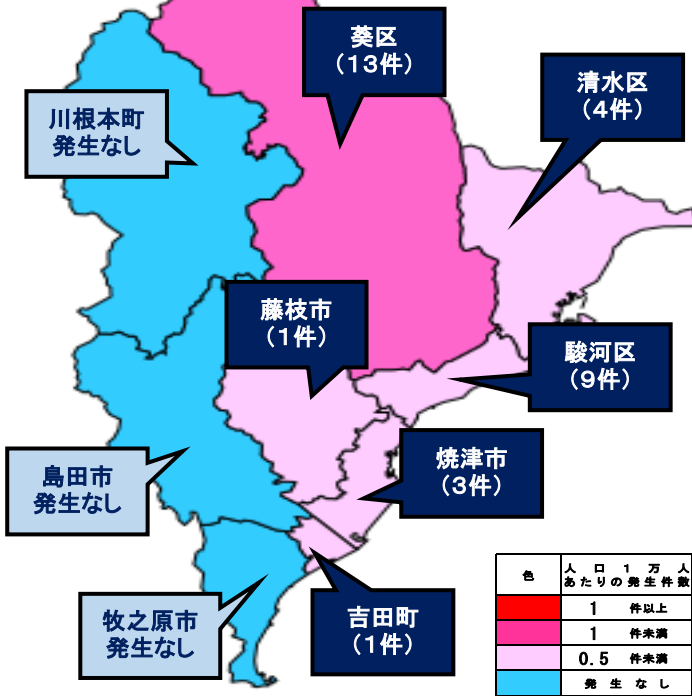 葵区
（13件）
清水区
（4件）
川根本町
発生なし
藤枝市
（1件）
駿河区
（9件）
焼津市
（3件）
島田市
発生なし
牧之原市
発生なし
吉田町
（1件）
色
人口1万人
あたりの発生件数
1 件以上
1 件未満
0.5 件未満
発生なし